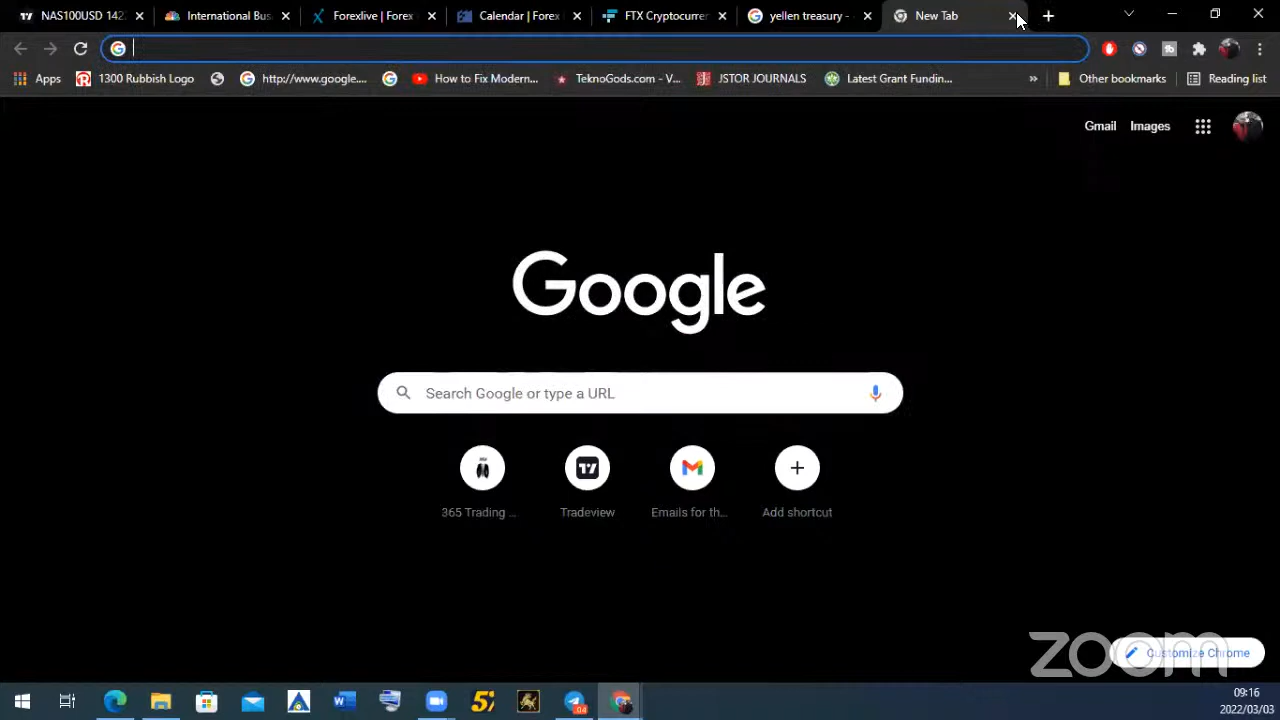 NAS100USD 142
International Bus
Forexlive | Forex
Calendar | Forex
FTX Cryptocurrer
yellen treasury -
New Tab
Apps
1300 Rubbish Logo
http://www.google....
How to Fix Modern...
TeknoGods.com - V...
JSTOR JOURNALS
Latest Grant Fundin...
»
Other bookmarks
Reading list
Gmail
Images
Google
Search Google or type a URL
365 Trading ...
Tradeview
Emails for th...
Add shortcut
zoom
Customize Chrome
09:16
2022/03/03